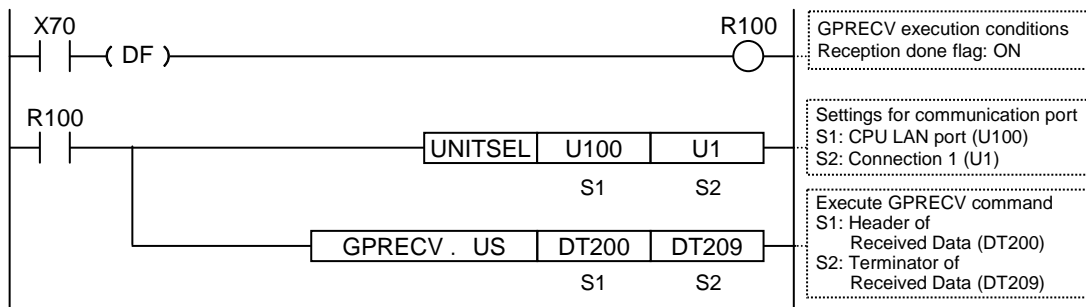 X70
( DF )
R100
GPRECV execution conditions
Reception done flag: ON
R100
UNITSEL U100 U1
S1 S2
Settings for communication port
S1: CPU LAN port (U100)
S2: Connection 1 (U1)
GPRECV . US DT200 DT209
S1 S2
Execute GPRECV command
S1: Header of
Received Data (DT200)
S2: Terminator of
Received Data (DT209)